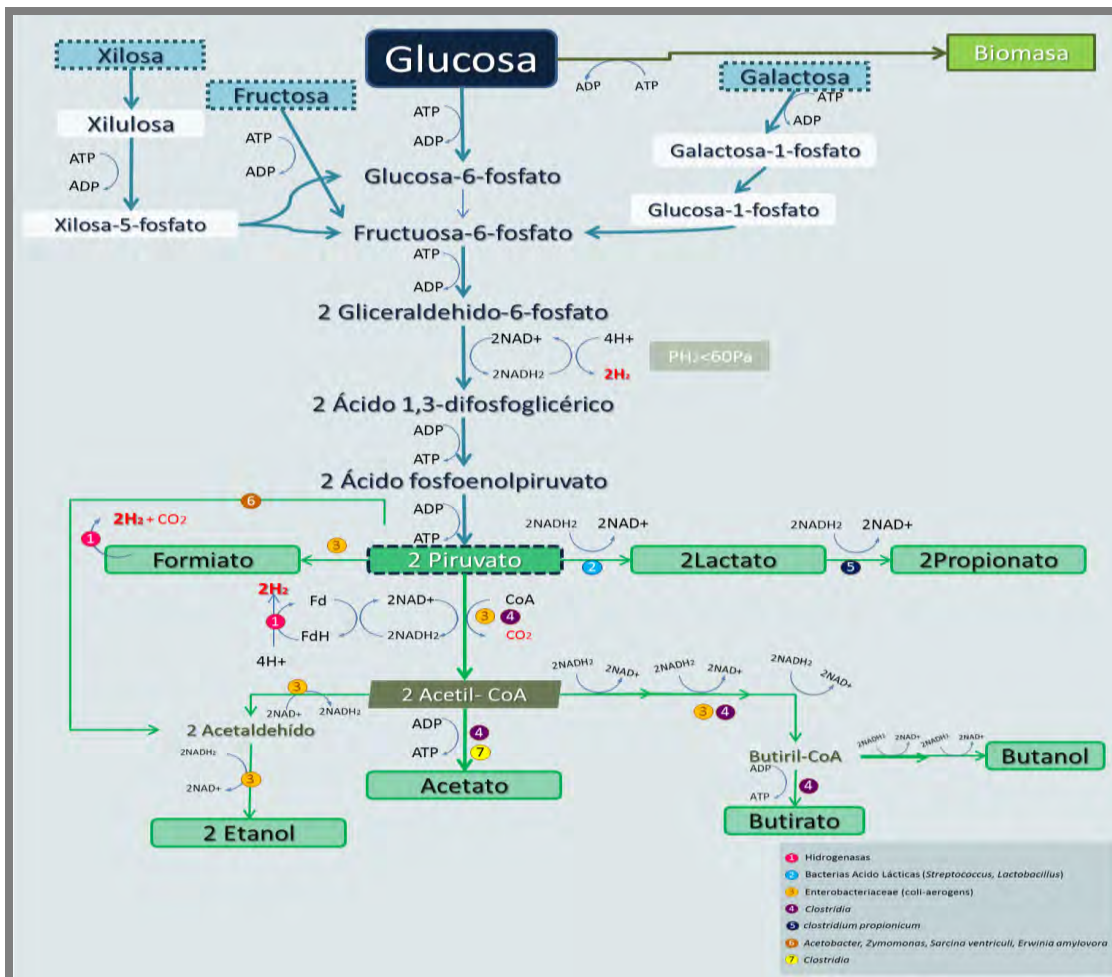 Xilosa
Glucosa
Biomasa
Fructosa
ADP
ATP
Galactosa
Xilulosa
ATP
ADP
ATP
ADP
ATP
ADP
ATP
ADP
Galactosa-1-fosfato
Glucosa-6-fosfato
Xilosa-5-fosfato
Glucosa-1-fosfato
Fructuosa-6-fosfato
ATP
ADP
2 Gliceraldehido-6-fosfato
2NAD+
4H+
PH₂<60Pa
2NADH2
2H₂
2 Ácido 1,3-difosfoglicérico
ADP
ATP
2 Ácido fosfoenolpiruvato
6
2H₂ + CO2
ADP
ATP
2NADH2
2NAD+
2NADH2
2NAD+
1
3
Formiato
2 Piruvato
2
2Lactato
5
2Propionato
2H₂
Fd
2NAD+
CoA
1
3
4
FdH
2NADH2
CO2
4H+
2 Acetil- CoA
3
2NAD+
2NADH2
2NADH2
2NAD+
2NADH2
2NAD+
2NADH2
2NAD+
3
4
2 Acetaldehído
ADP
ATP
4
7
2NADH2
2NAD+
3
Butiril-CoA
2NADH2
2NAD+
2NADH2
2NAD+
Butanol
ADP
ATP
4
Acetato
2 Etanol
Butirato
1 Hidrogenasas
2 Bacterias Acido Lácticas (Streptococcus, Lactobacillus)
3 Enterobacteriaceae (coli-aerogens)
4 Clostridia
5 clostridium propionicum
6 Acetobacter, Zymomonas, Sarcina ventriculi, Erwinia amylovora
7 Clostridia